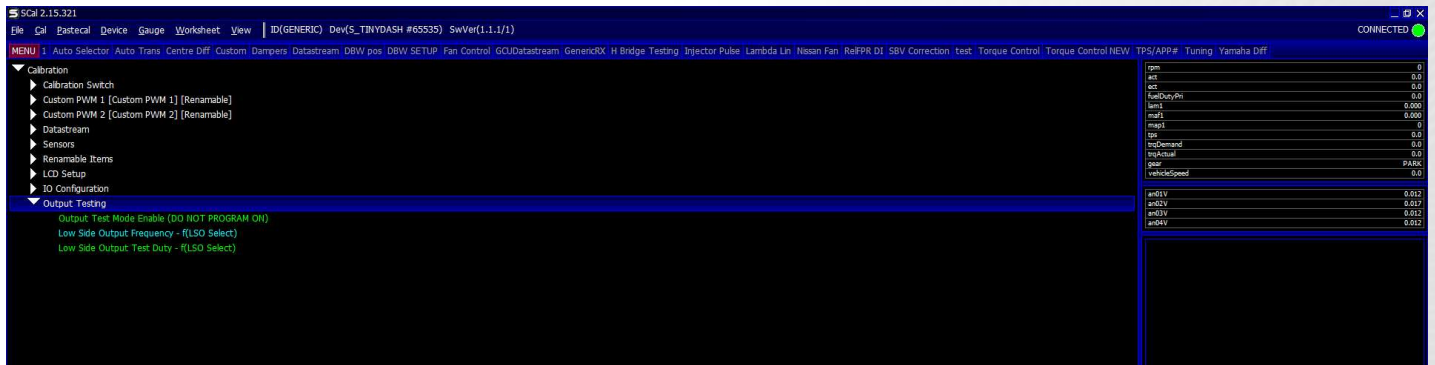 SCal 2.15.321
File Cal Pastecal Device Gauge Worksheet View ID(GENERIC) Dev(S_TINYDASH #65535) SwVer(1.1.1/1) CONNECTED
MENU 1 Auto Selector Auto Trans Centre Diff Custom Dampers Datastream DBW pos DBW SETUP Fan Control GCUDatastream GenericRX H Bridge Testing Injector Pulse Lambda Lin Nissan Fan RelFPR DI SBV Correction test Torque Control Torque Control NEW TPS/APP# Tuning Yamaha Diff
Calibration
Calibration Switch
Custom PWM 1 [Custom PWM 1] [Renamable]
Custom PWM 2 [Custom PWM 2] [Renamable]
Datastream
Sensors
Renamable Items
LCD Setup
IO Configuration
Output Testing
Output Test Mode Enable (DO NOT PROGRAM ON)
Low Side Output Frequency - f(LSO Select)
Low Side Output Test Duty - f(LSO Select)
rpm 0
act 0.0
ect 0.0
fuelDutyPri 0.0
lam1 0.000
maf1 0.000
map1 0
tps 0.0
trqDemand 0.0
trqActual 0.0
gear PARK
vehicleSpeed 0.0
an01V 0.012
an02V 0.017
an03V 0.012
an04V 0.012